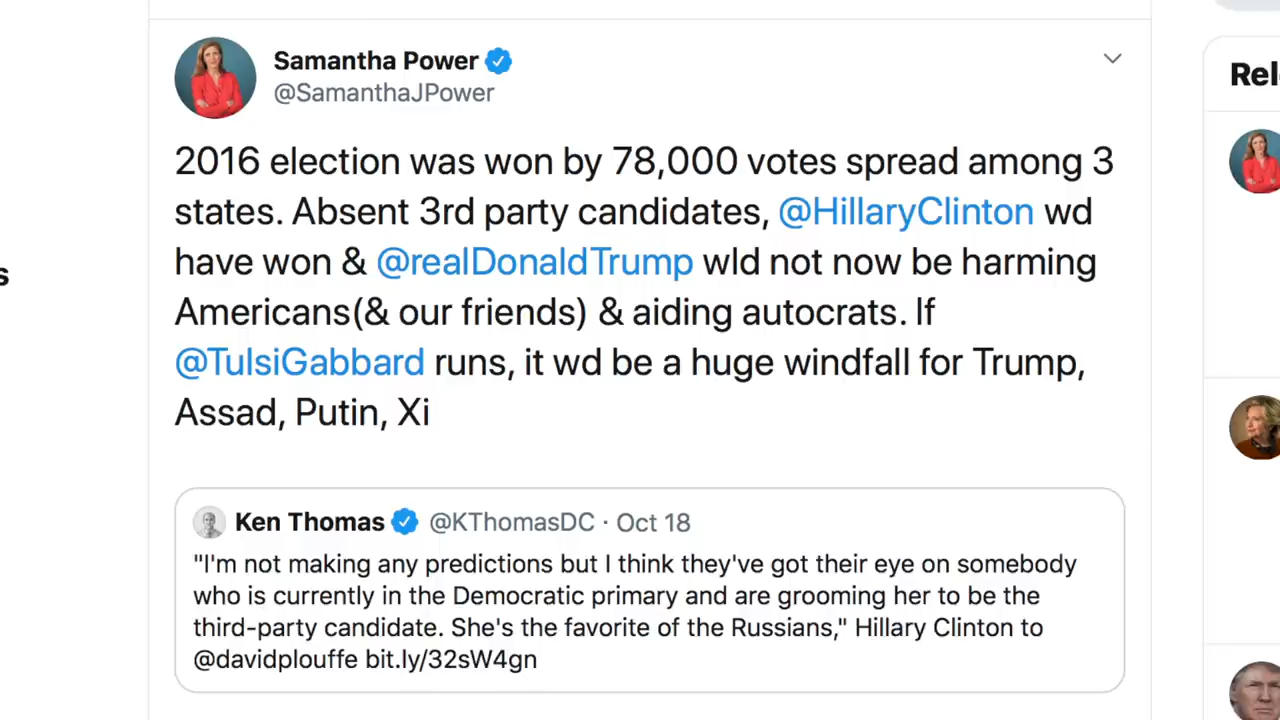 Samantha Power
@SamanthaJPower
2016 election was won by 78,000 votes spread among 3
states. Absent 3rd party candidates, @HillaryClinton wd
have won & @realDonaldTrump wld not now be harming
Americans(& our friends) & aiding autocrats. If
@TulsiGabbard runs, it wd be a huge windfall for Trump,
Assad, Putin, Xi
Ken Thomas @KThomasDC · Oct 18
"I'm not making any predictions but I think they've got their eye on somebody
who is currently in the Democratic primary and are grooming her to be the
third-party candidate. She's the favorite of the Russians," Hillary Clinton to
@davidplouffe bit.ly/32sW4gn
Rel
s